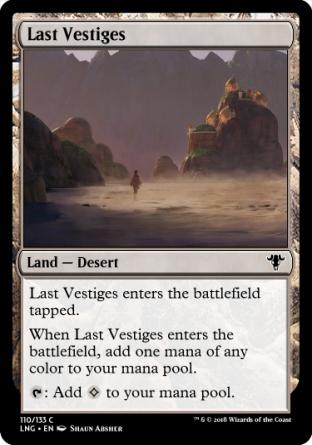 Last Vestiges
Land — Desert
Last Vestiges enters the battlefield
tapped.
When Last Vestiges enters the
battlefield, add one mana of any
color to your mana pool.
: Add to your mana pool.
110/133 C
LNG • EN Shaun Absher
™ & © 2018 Wizards of the Coast